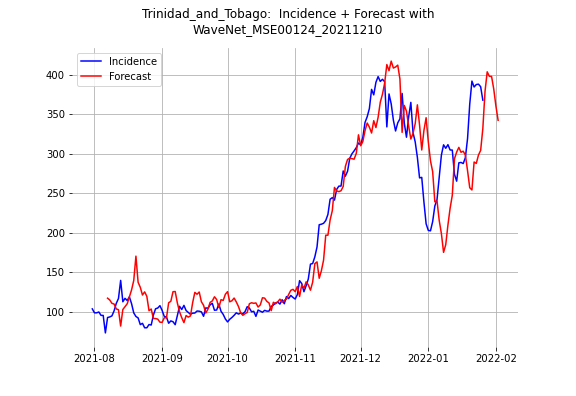 Trinidad_and_Tobago:  Incidence + Forecast with
WaveNet_MSE00124_20211210
Incidence
Forecast
400
350
300
250
200
150
100
2021-08 2021-09 2021-10 2021-11 2021-12 2022-01 2022-02